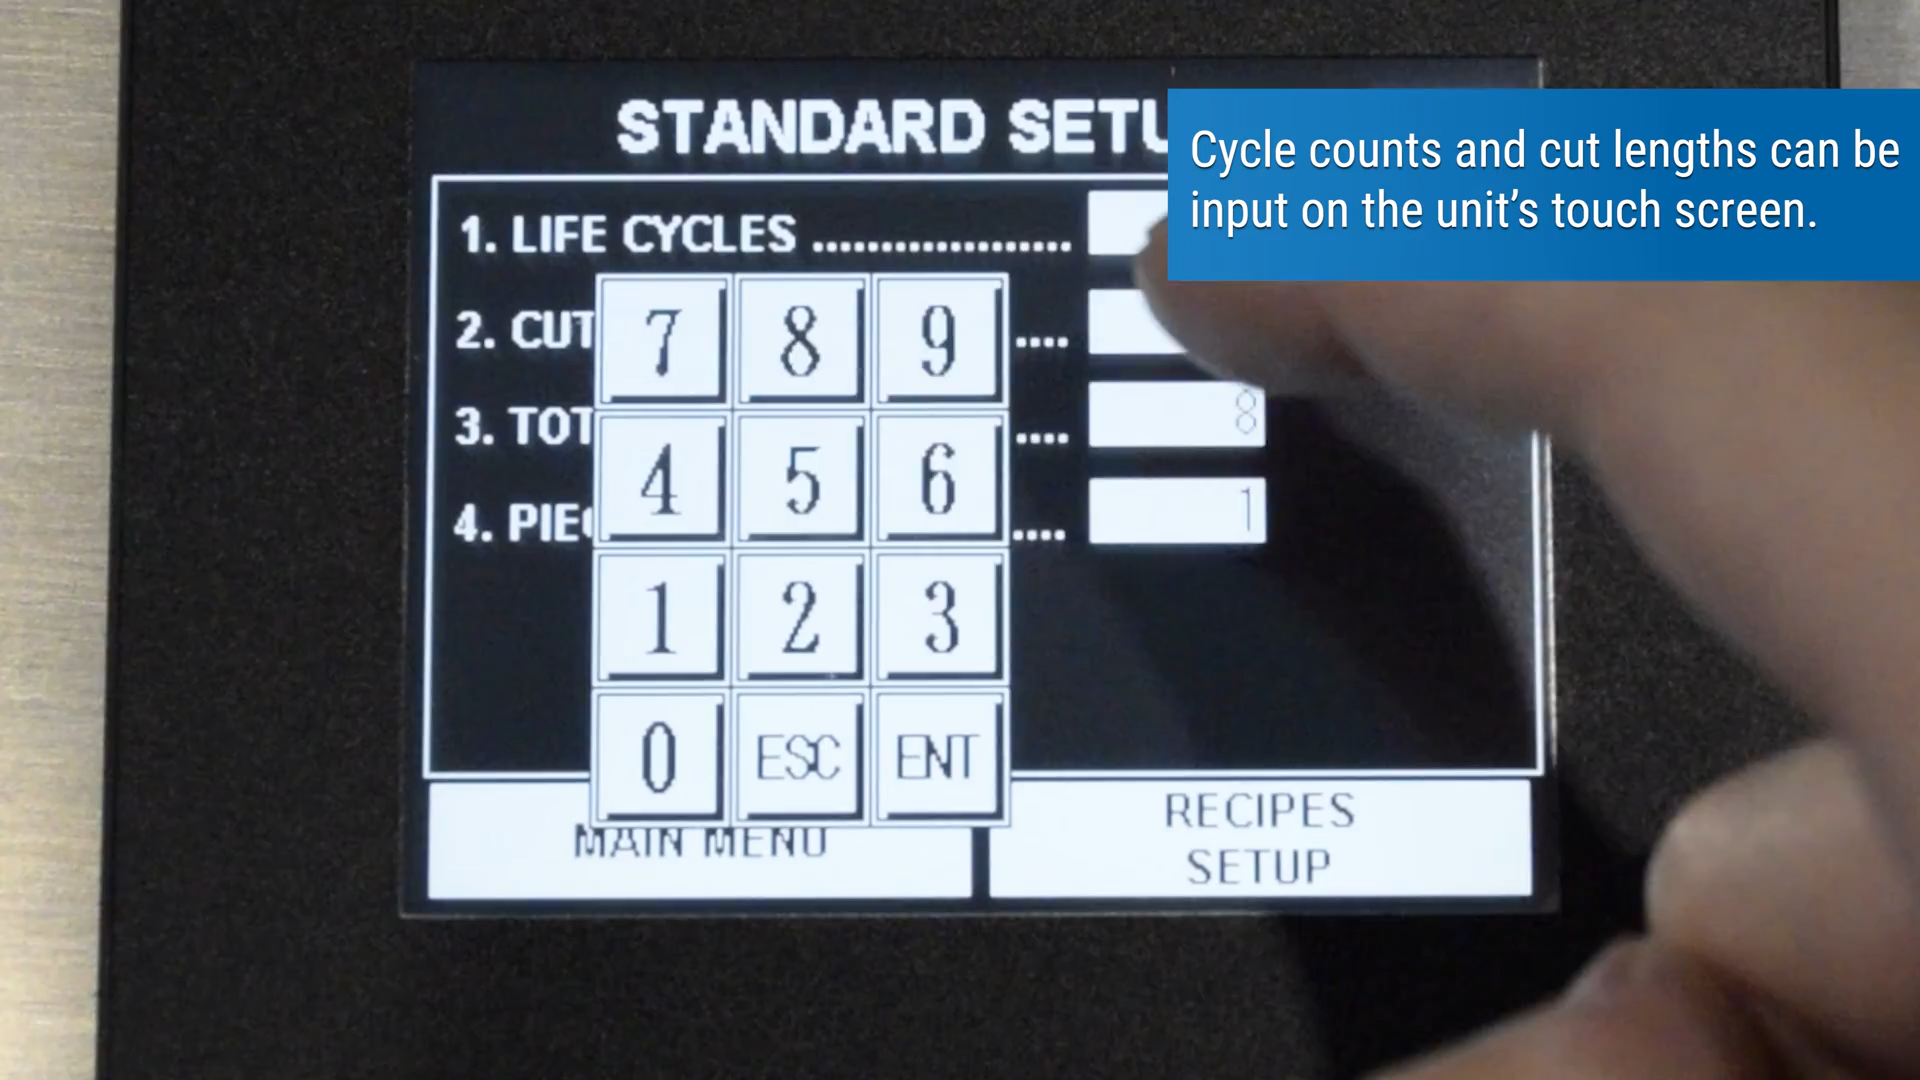 STANDARD SETU
Cycle counts and cut lengths can be
input on the unit’s touch screen.
1. LIFE CYCLES ...................
2. CUT ....
3. TOT .... 8
4. PIE .... 1
7 8 9
4 5 6
1 2 3
0 ESC ENT
MAIN MENU
RECIPES
SETUP